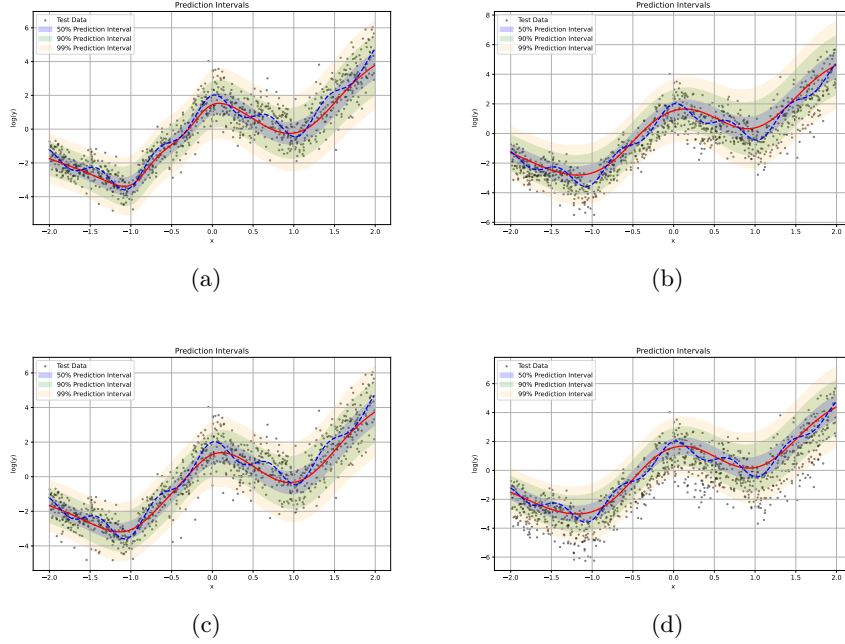 Prediction Intervals
Test Data
50% Prediction Interval
90% Prediction Interval
99% Prediction Interval
6
4
2
0
−2
−4
log(y)
−2.0 −1.5 −1.0 −0.5 0.0 0.5 1.0 1.5 2.0
x
(a)
Prediction Intervals
Test Data
50% Prediction Interval
90% Prediction Interval
99% Prediction Interval
8
6
4
2
0
−2
−4
−6
log(y)
−2.0 −1.5 −1.0 −0.5 0.0 0.5 1.0 1.5 2.0
x
(b)
Prediction Intervals
Test Data
50% Prediction Interval
90% Prediction Interval
99% Prediction Interval
6
4
2
0
−2
−4
log(y)
−2.0 −1.5 −1.0 −0.5 0.0 0.5 1.0 1.5 2.0
x
(c)
Prediction Intervals
Test Data
50% Prediction Interval
90% Prediction Interval
99% Prediction Interval
6
4
2
0
−2
−4
−6
log(y)
−2.0 −1.5 −1.0 −0.5 0.0 0.5 1.0 1.5 2.0
x
(d)